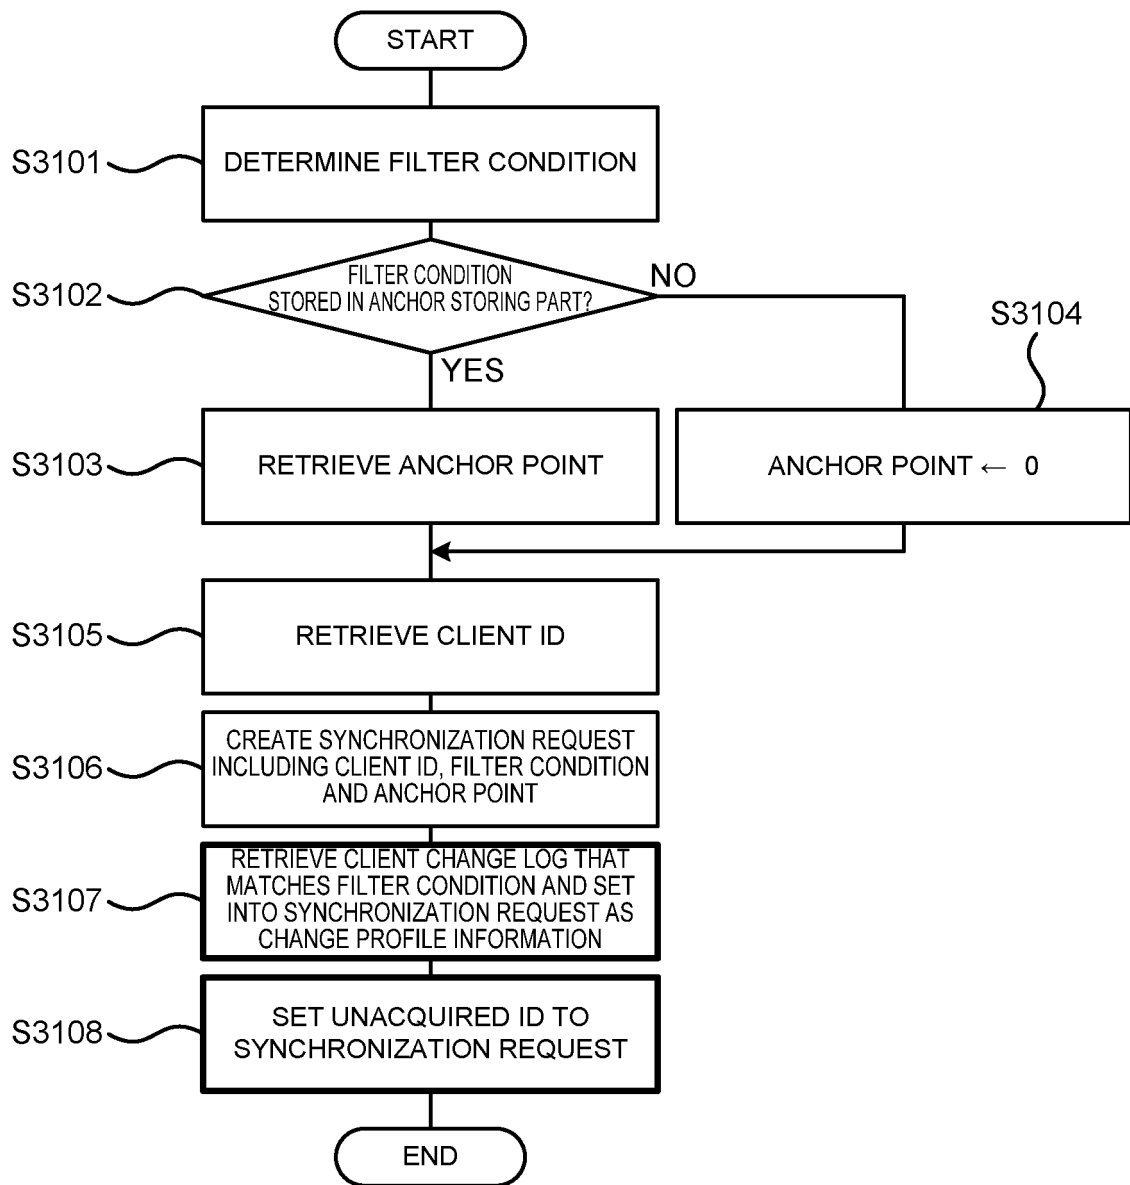 START
S3101
DETERMINE FILTER CONDITION
S3102
FILTER CONDITION
STORED IN ANCHOR STORING PART?
NO
YES
S3104
S3103
RETRIEVE ANCHOR POINT
ANCHOR POINT ← 0
S3105
RETRIEVE CLIENT ID
S3106
CREATE SYNCHRONIZATION REQUEST
INCLUDING CLIENT ID, FILTER CONDITION
AND ANCHOR POINT
S3107
RETRIEVE CLIENT CHANGE LOG THAT
MATCHES FILTER CONDITION AND SET
INTO SYNCHRONIZATION REQUEST AS
CHANGE PROFILE INFORMATION
S3108
SET UNACQUIRED ID TO
SYNCHRONIZATION REQUEST
END